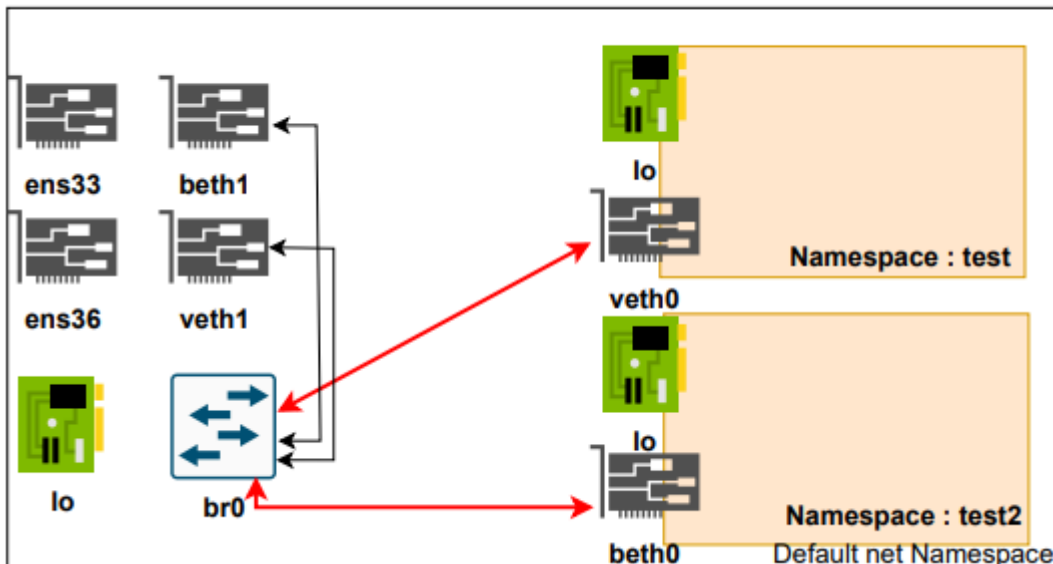 ens33
beth1
ens36
veth1
lo
br0
lo
Namespace : test
veth0
lo
Namespace : test2
beth0
Default net Namespace